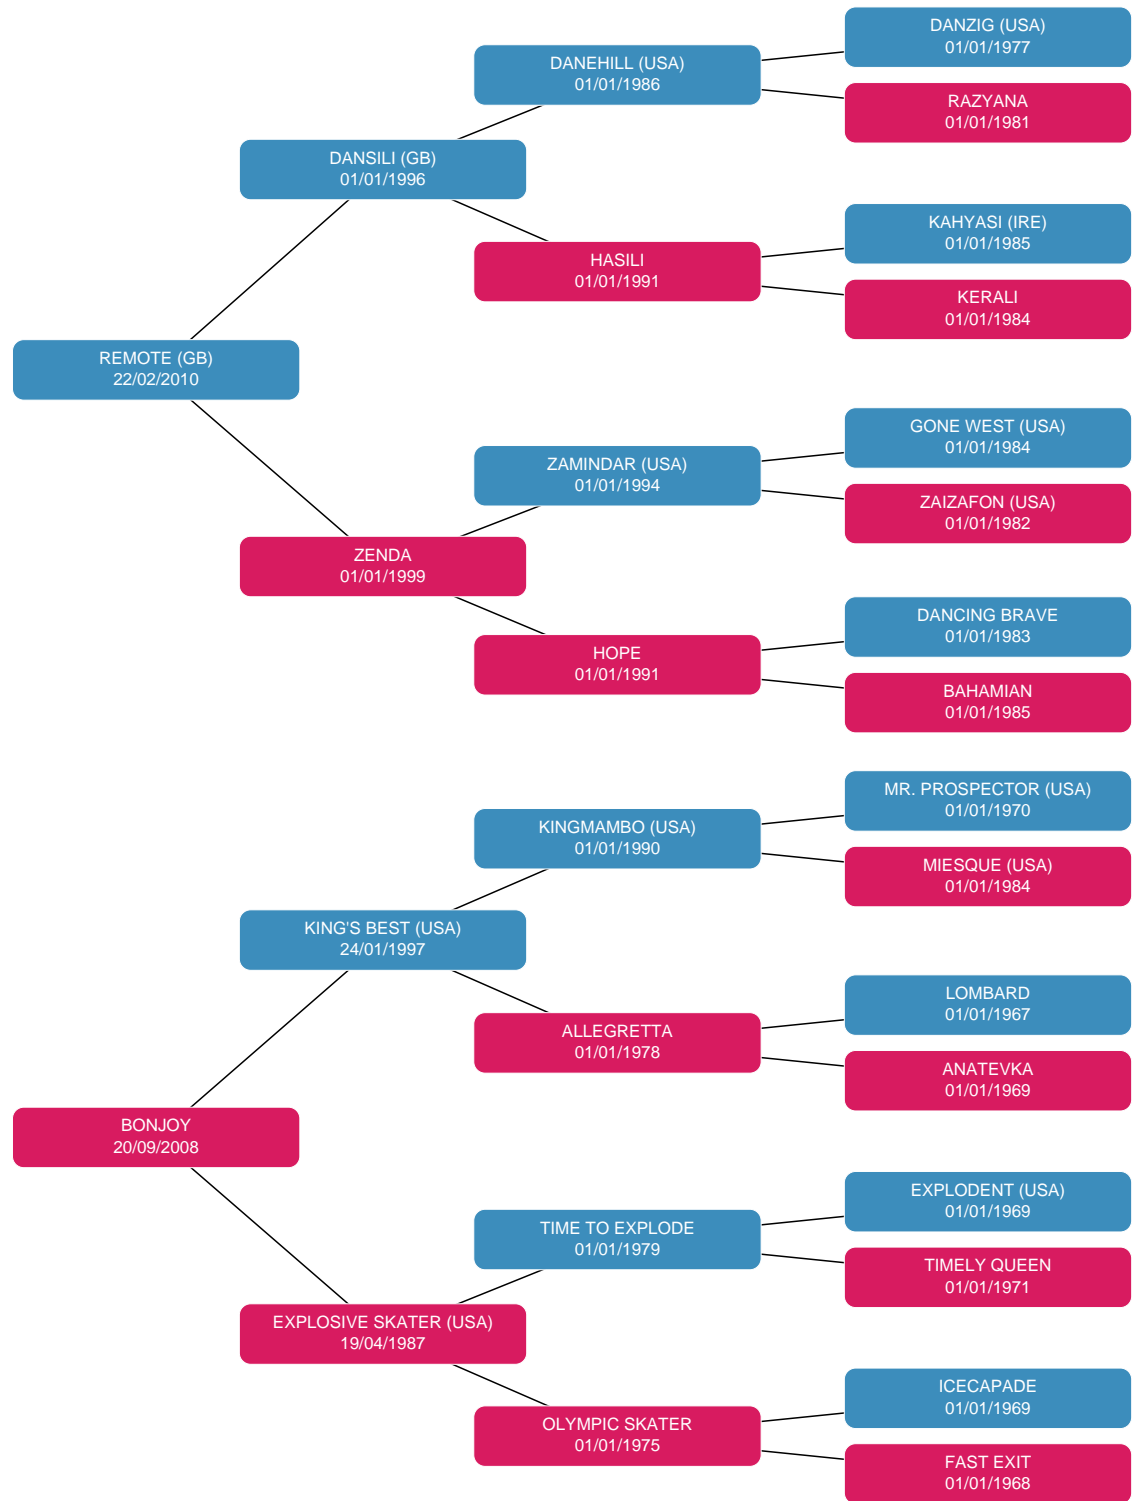 DANZIG (USA)
01/01/1977
DANEHILL (USA)
01/01/1986
RAZYANA
01/01/1981
DANSILI (GB)
01/01/1996
KAHYASI (IRE)
01/01/1985
HASILI
01/01/1991
KERALI
01/01/1984
REMOTE (GB)
22/02/2010
GONE WEST (USA)
01/01/1984
ZAMINDAR (USA)
01/01/1994
ZAIZAFON (USA)
01/01/1982
ZENDA
01/01/1999
DANCING BRAVE
01/01/1983
HOPE
01/01/1991
BAHAMIAN
01/01/1985
MR. PROSPECTOR (USA)
01/01/1970
KINGMAMBO (USA)
01/01/1990
MIESQUE (USA)
01/01/1984
KING'S BEST (USA)
24/01/1997
LOMBARD
01/01/1967
ALLEGRETTA
01/01/1978
ANATEVKA
01/01/1969
BONJOY
20/09/2008
EXPLODENT (USA)
01/01/1969
TIME TO EXPLODE
01/01/1979
TIMELY QUEEN
01/01/1971
EXPLOSIVE SKATER (USA)
19/04/1987
ICECAPADE
01/01/1969
OLYMPIC SKATER
01/01/1975
FAST EXIT
01/01/1968